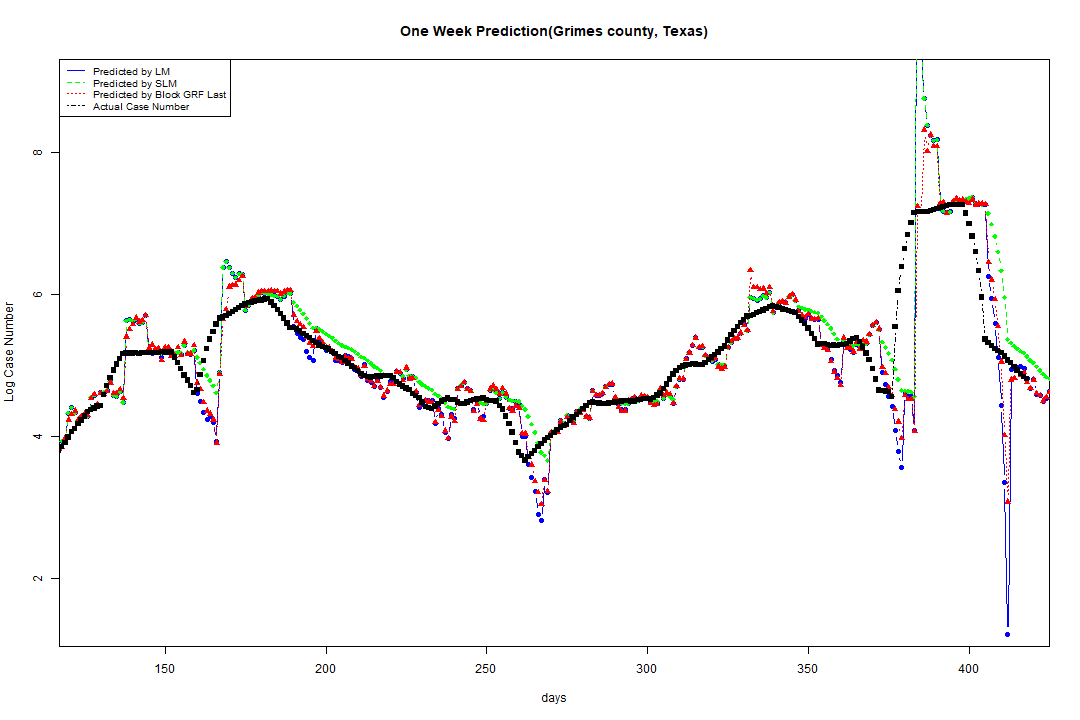 One Week Prediction(Grimes county, Texas)
Predicted by LM
Predicted by SLM
Predicted by Block GRF Last
Actual Case Number
8
6
4
2
Log Case Number
150 200 250 300 350 400
days